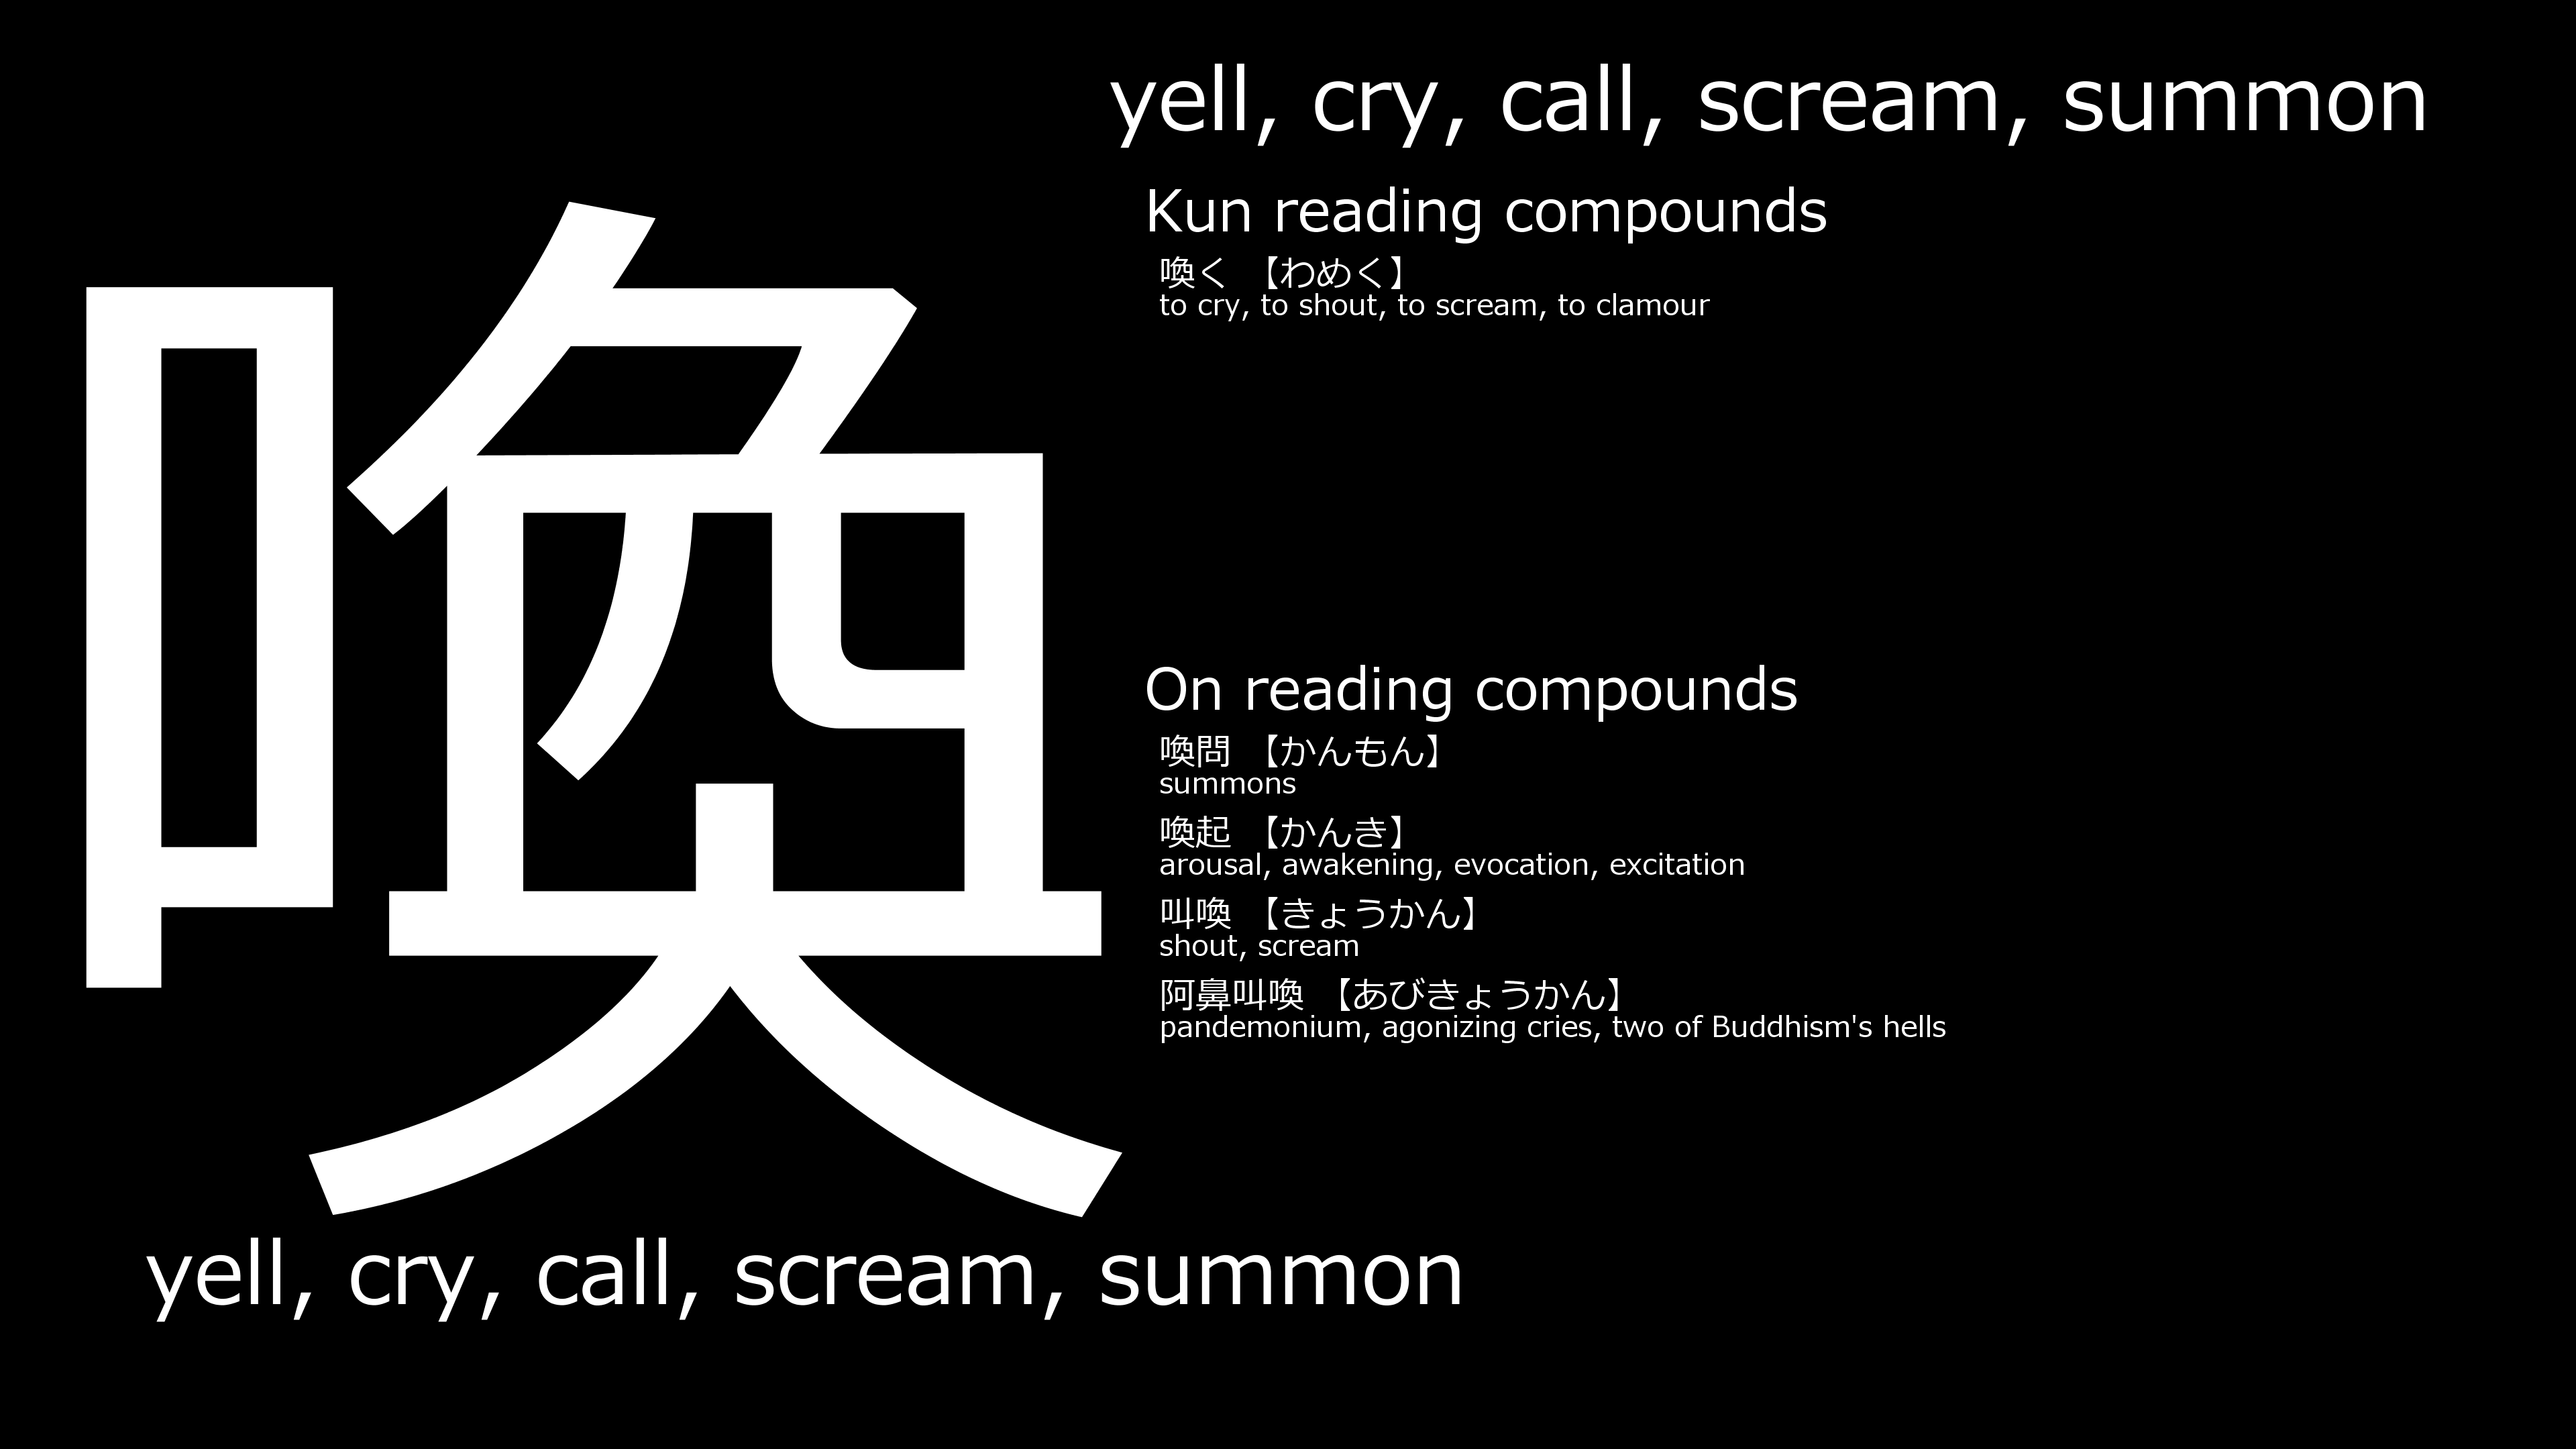 喚
yell, cry, call, scream, summon
yell, cry, call, scream, summon
Kun reading compounds
喚く 【わめく】
to cry, to shout, to scream, to clamour
On reading compounds
喚問 【かんもん】
summons
喚起 【かんき】
arousal, awakening, evocation, excitation
叫喚 【きょうかん】
shout, scream
阿鼻叫喚 【あびきょうかん】
pandemonium, agonizing cries, two of Buddhism's hells